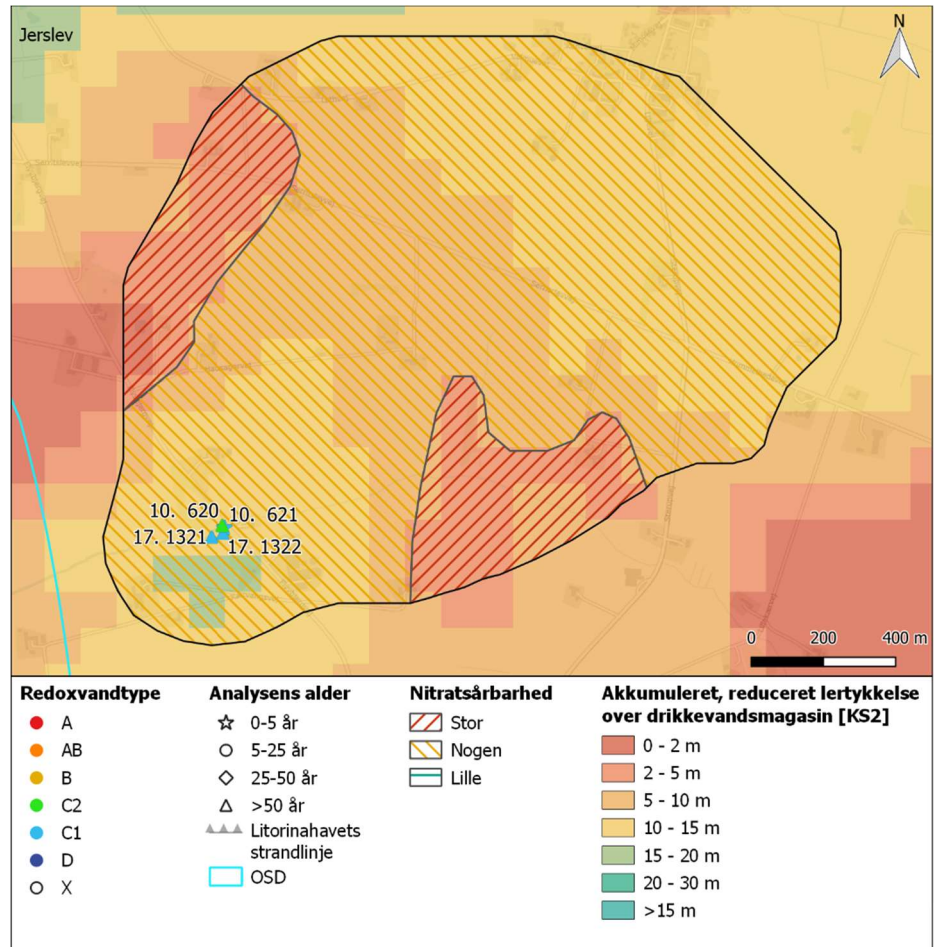 Jerslev
N
10. 620
10. 621
17. 1321
17. 1322
0 200 400 m
Redoxvandtype
A
AB
B
C2
C1
D
X
Analysens alder
0-5 år
5-25 år
25-50 år
>50 år
Litorinahavets
strandlinje
OSD
Nitratsårbarhed
Stor
Nogen
Lille
Akkumuleret, reduceret lertykkelse
over drikkevandsmagasin [KS2]
0 - 2 m
2 - 5 m
5 - 10 m
10 - 15 m
15 - 20 m
20 - 30 m
>15 m